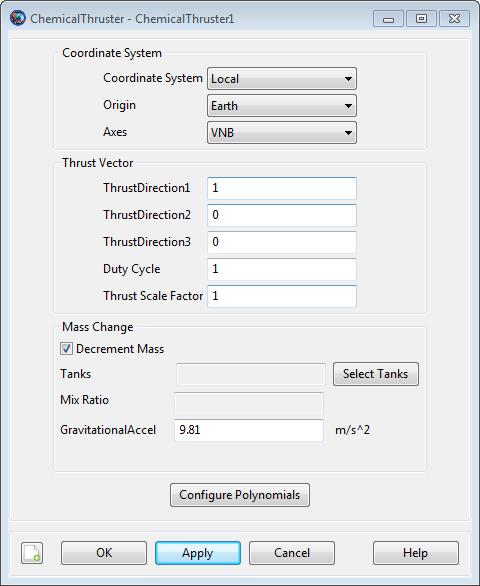 ChemicalThruster - ChemicalThruster1
Coordinate System
Coordinate System Local
Origin Earth
Axes VNB
Thrust Vector
ThrustDirection1 1
ThrustDirection2 0
ThrustDirection3 0
Duty Cycle 1
Thrust Scale Factor 1
Mass Change
Decrement Mass
Tanks Select Tanks
Mix Ratio
GravitationalAccel 9.81 m/s^2
Configure Polynomials
OK Apply Cancel Help